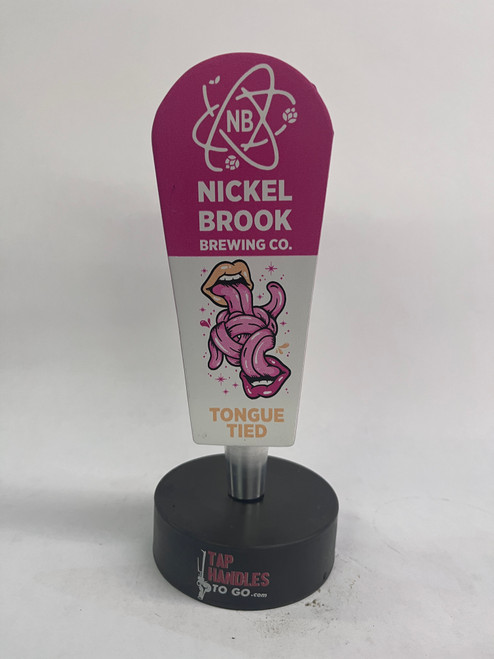 NB
NICKEL
BROOK
BREWING CO.
TONGUE
TIED
TAP
HANDLES
TO GO.com